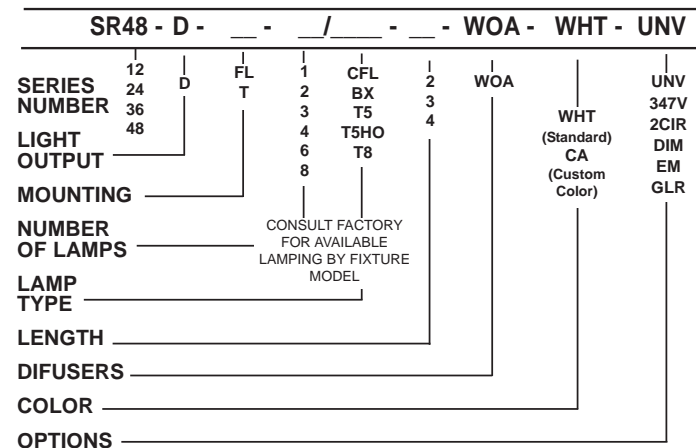 SR48 - D - __ - __/____ - __ - WOA - WHT - UNV
SERIES
NUMBER
12
24
36
48
LIGHT
OUTPUT
D
MOUNTING
FL
T
NUMBER
OF LAMPS
1
2
3
4
6
8
LAMP
TYPE
CFL
BX
T5
T5HO
T8
CONSULT FACTORY
FOR AVAILABLE
LAMPING BY FIXTURE
MODEL
LENGTH
2
3
4
DIFUSERS
WOA
COLOR
WHT
(Standard)
CA
(Custom
Color)
OPTIONS
UNV
347V
2CIR
DIM
EM
GLR